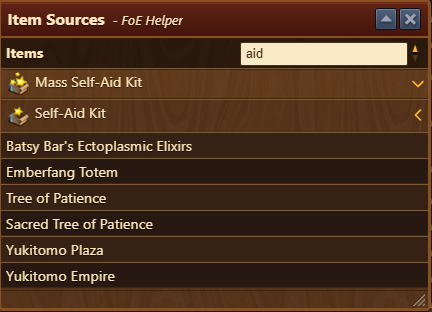 Item Sources - FoE Helper
Items aid
Mass Self-Aid Kit
Self-Aid Kit
Batsy Bar's Ectoplasmic Elixirs
Emberfang Totem
Tree of Patience
Sacred Tree of Patience
Yukitomo Plaza
Yukitomo Empire